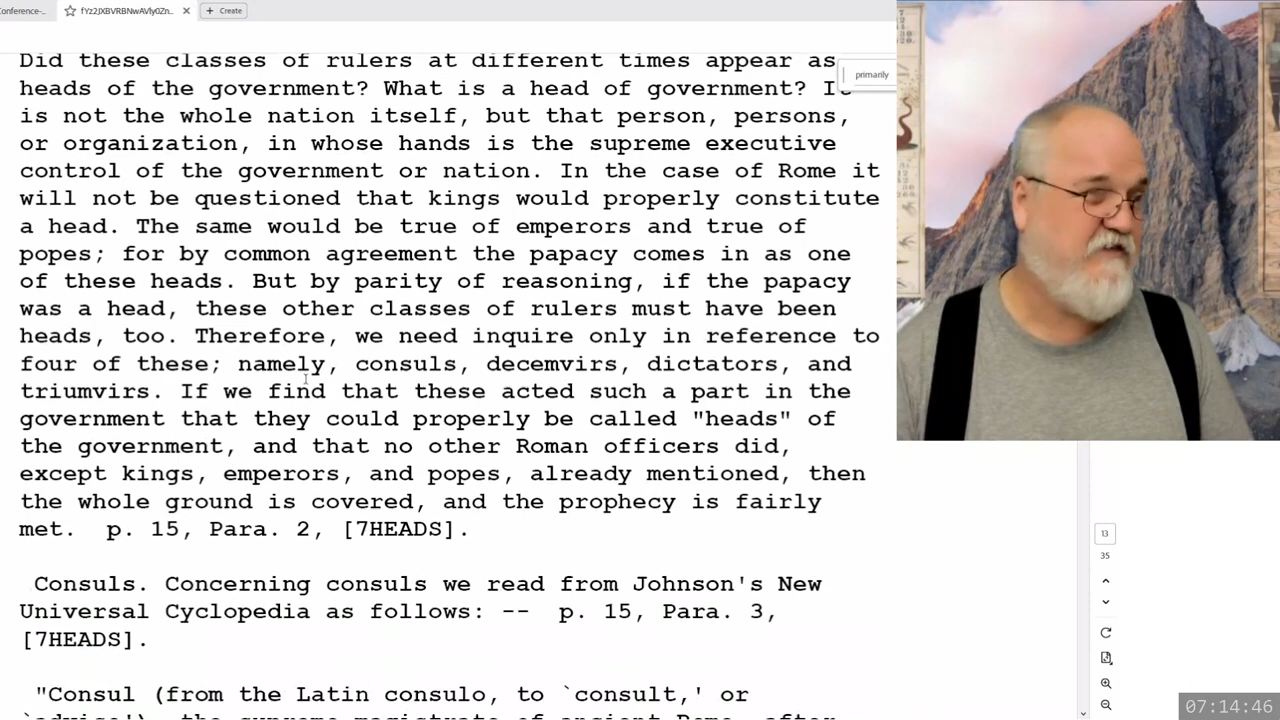 Conference-..
fYz2JXBVRBNwAVly0Zn..
Create
primarily
Did these classes of rulers at different times appear as
heads of the government? What is a head of government? It
is not the whole nation itself, but that person, persons,
or organization, in whose hands is the supreme executive
control of the government or nation. In the case of Rome it
will not be questioned that kings would properly constitute
a head. The same would be true of emperors and true of
popes; for by common agreement the papacy comes in as one
of these heads. But by parity of reasoning, if the papacy
was a head, these other classes of rulers must have been
heads, too. Therefore, we need inquire only in reference to
four of these; namely, consuls, decemvirs, dictators, and
triumvirs. If we find that these acted such a part in the
government that they could properly be called "heads" of
the government, and that no other Roman officers did,
except kings, emperors, and popes, already mentioned, then
the whole ground is covered, and the prophecy is fairly
met. p. 15, Para. 2, [7HEADS].
Consuls. Concerning consuls we read from Johnson's New
Universal Cyclopedia as follows: -- p. 15, Para. 3,
[7HEADS].
"Consul (from the Latin consulo, to `consult,' or
`advise'), the supreme magistrate of ancient Rome, after
13
35
07:14:46